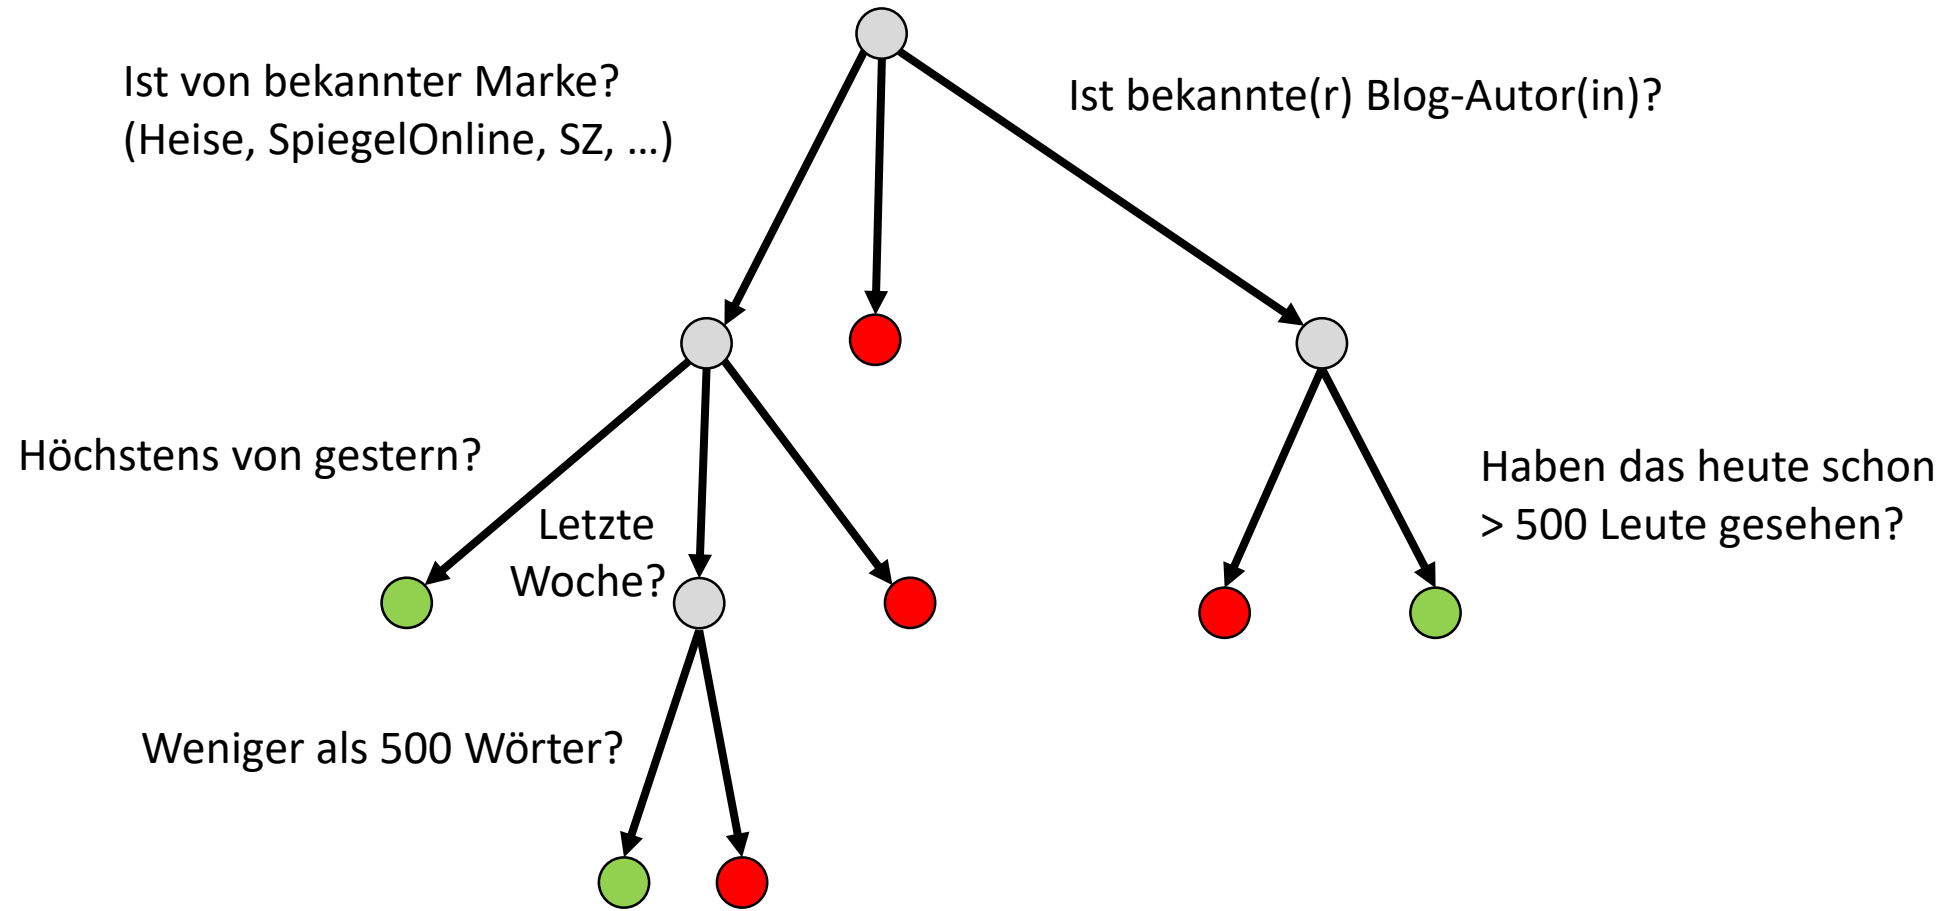 Ist von bekannter Marke?
(Heise, SpiegelOnline, SZ, …)
Ist bekannte(r) Blog-Autor(in)?
Höchstens von gestern?
Letzte
Woche?
Haben das heute schon
> 500 Leute gesehen?
Weniger als 500 Wörter?